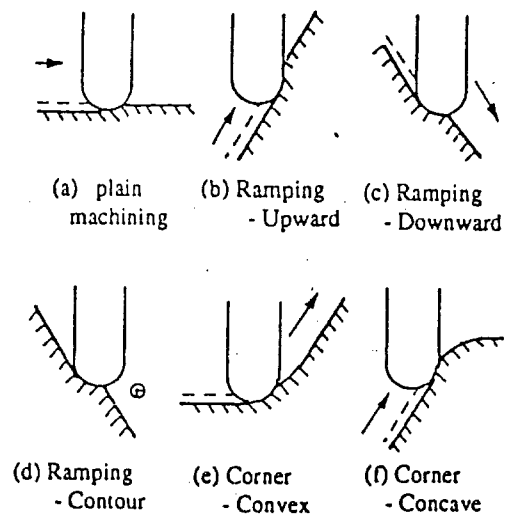 (a) plain
machining
(b) Ramping
- Upward
(c) Ramping
- Downward
(d) Ramping
- Contour
(e) Corner
- Convex
(f) Corner
- Concave